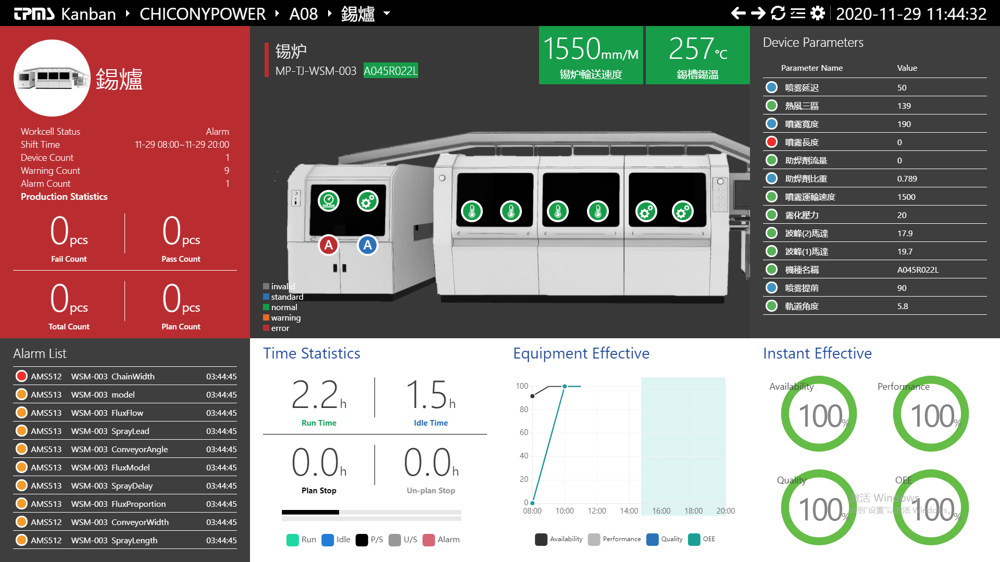 TPMS Kanban CHICONYPOWER A08 錫爐 2020-11-29 11:44:32
錫爐
Workcell Status Alarm
Shift Time 11-29 08:00~11-29 20:00
Device Count 1
Warning Count 9
Alarm Count 1
Production Statistics
0pcs 0pcs
Fail Count Pass Count
0pcs 0pcs
Total Count Plan Count
锡炉
MP-TJ-WSM-003 A045R022L
1550mm/M
锡炉輸送速度
257°C
錫槽錫溫
A A
invalid
standard
normal
warning
error
Device Parameters
Parameter Name Value
喷雾延迟 50
熱風三區 139
噴霧寬度 190
噴霧長度 0
助焊劑流量 0
助焊劑比重 0.789
噴霧運輸速度 1500
霧化壓力 20
波峰(2)馬達 17.9
波峰(1)馬達 19.7
機種名稱 A045R022L
喷雾提前 90
軌道角度 5.8
Alarm List
AMS512 WSM-003 ChainWidth 03:44:45
AMS513 WSM-003 model 03:44:45
AMS513 WSM-003 FluxFlow 03:44:45
AMS513 WSM-003 SprayLead 03:44:45
AMS513 WSM-003 ConveyorAngle 03:44:45
AMS513 WSM-003 FluxModel 03:44:45
AMS513 WSM-003 SprayDelay 03:44:45
AMS513 WSM-003 FluxProportion 03:44:45
AMS512 WSM-003 ConveyorWidth 03:44:45
AMS512 WSM-003 SprayLength 03:44:45
Time Statistics
2.2h 1.5h
Run Time Idle Time
0.0h 0.0h
Plan Stop Un-plan Stop
Run Idle P/S U/S Alarm
Equipment Effective
100
80
60
40
20
0
08:00 10:00 12:00 14:00 16:00 18:00 20:00
Availability Performance Quality OEE
Instant Effective
Availability Performance
100% 100%
Quality OEE
100% 100%
激活 Windows
转到“设置”以激活 Windows。